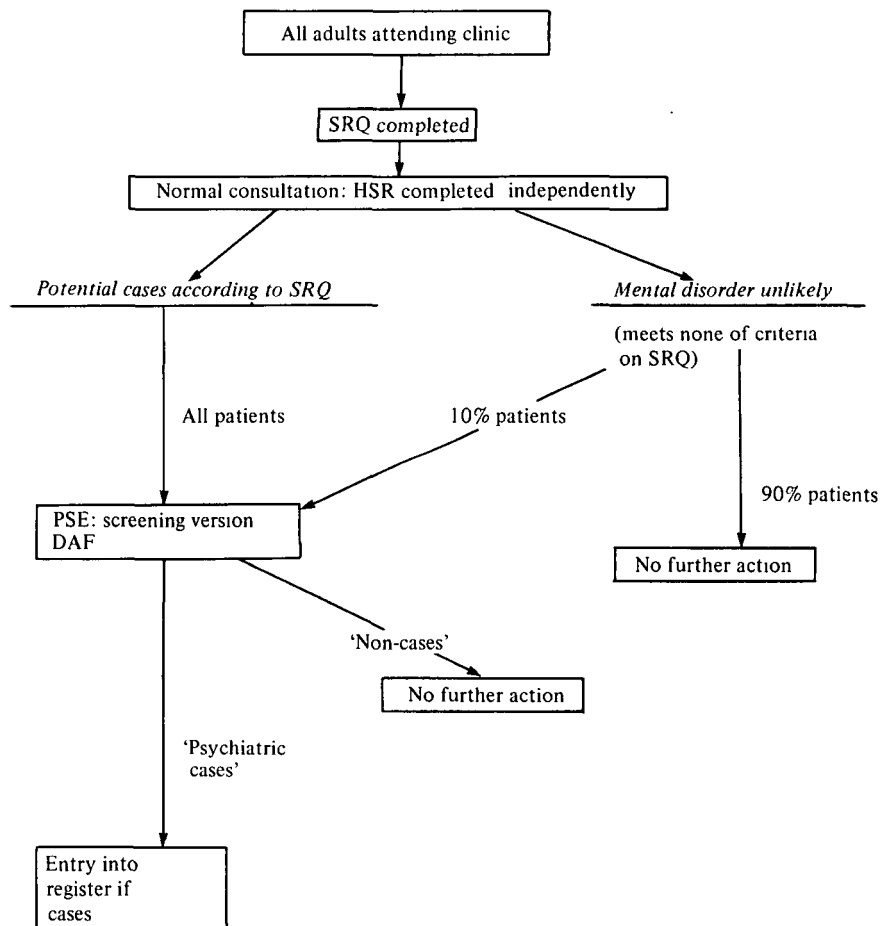 All adults attending clinic
SRQ completed
Normal consultation: HSR completed independently
Potential cases according to SRQ
Mental disorder unlikely
(meets none of criteria
on SRQ)
All patients
10% patients
90% patients
PSE: screening version
DAF
No further action
'Non-cases'
No further action
'Psychiatric
cases'
Entry into
register if
cases